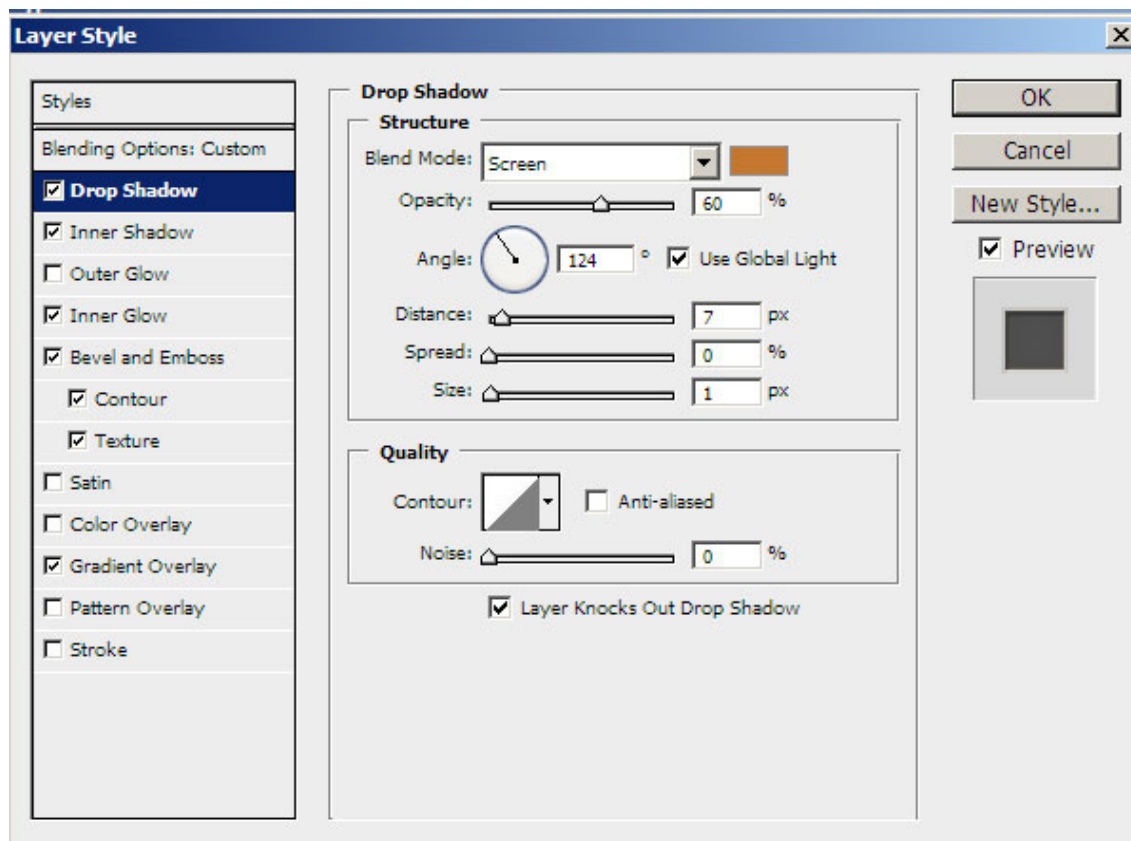 Layer Style
Styles
Blending Options: Custom
Drop Shadow
Inner Shadow
Outer Glow
Inner Glow
Bevel and Emboss
Contour
Texture
Satin
Color Overlay
Gradient Overlay
Pattern Overlay
Stroke
Drop Shadow
Structure
Blend Mode: Screen
Opacity: 60 %
Angle: 124 ° Use Global Light
Distance: 7 px
Spread: 0 %
Size: 1 px
Quality
Contour: Anti-aliased
Noise: 0 %
Layer Knocks Out Drop Shadow
OK
Cancel
New Style...
Preview